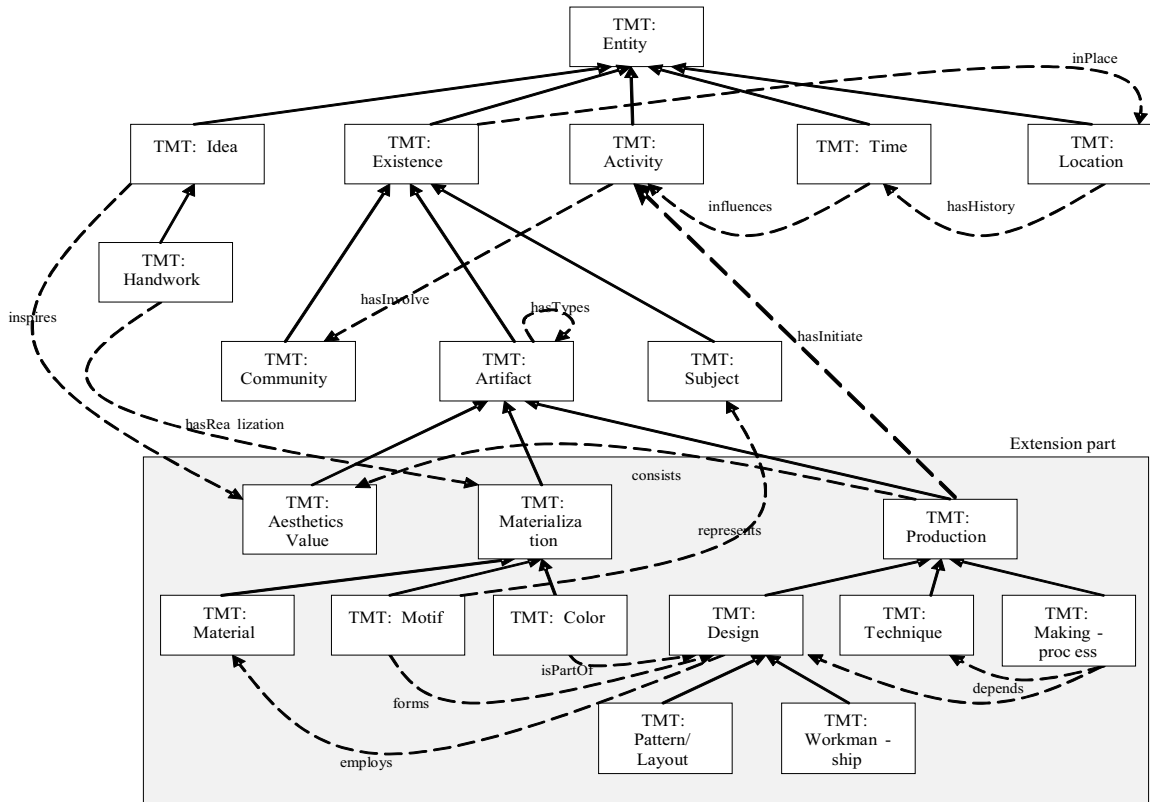 TMT:
Entity
inPlace
TMT: Idea
TMT:
Existence
TMT:
Activity
TMT: Time
TMT:
Location
influences
hasHistory
TMT:
Handwork
inspires
hasInvolve
hasTypes
hasInitiate
TMT:
Community
TMT:
Artifact
TMT:
Subject
hasRea lization
Extension part
consists
TMT:
Aesthetics
Value
TMT:
Materializa
tion
represents
TMT:
Production
TMT:
Material
TMT: Motif
TMT: Color
TMT:
Design
TMT:
Technique
TMT:
Making -
proc ess
isPartOf
forms
depends
employs
TMT:
Pattern/
Layout
TMT:
Workman -
ship